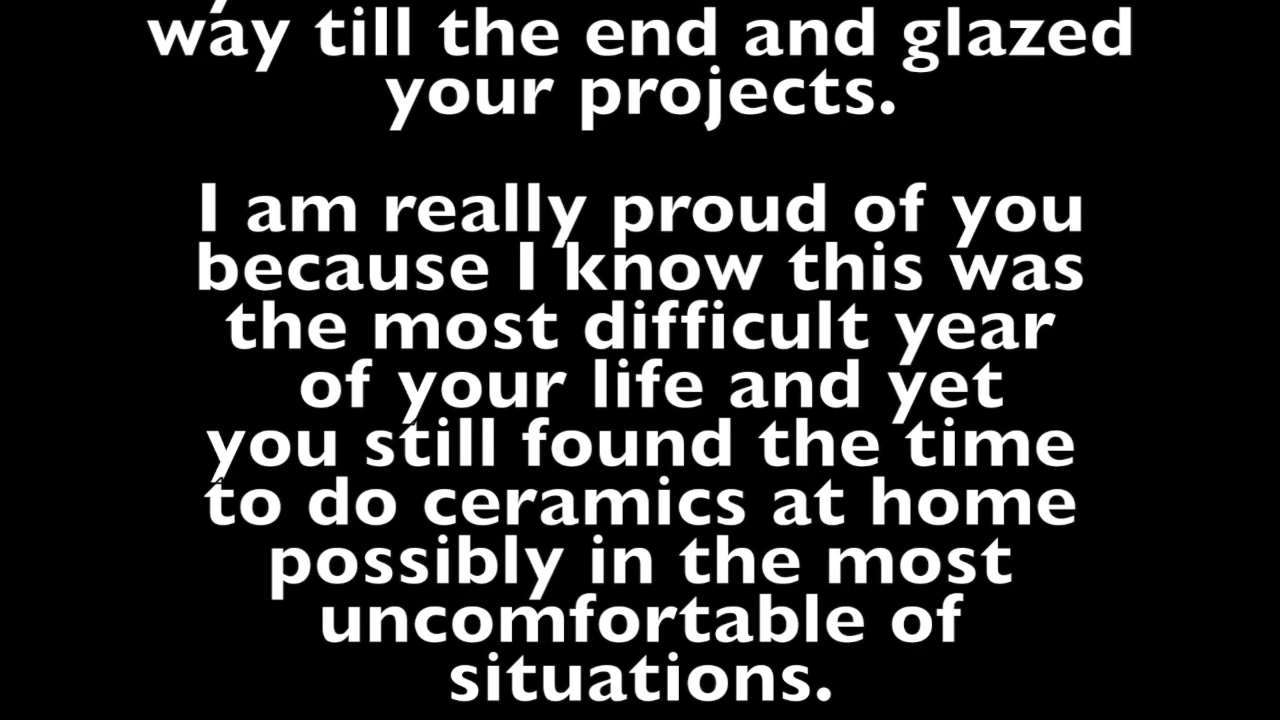 way till the end and glazed
your projects.
I am really proud of you
because I know this was
the most difficult year
of your life and yet
you still found the time
to do ceramics at home
possibly in the most
uncomfortable of
situations.